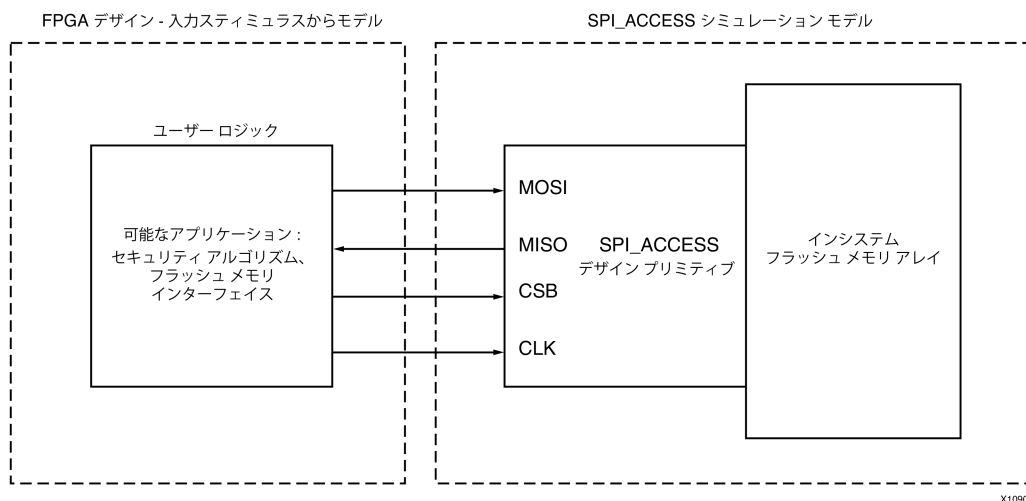 FPGA デザイン - 入力スティミュラスからモデル
SPI_ACCESS シミュレーション モデル
ユーザー ロジック
可能なアプリケーション :
セキュリティ アルゴリズム、
フラッシュ メモリ
インターフェイス
MOSI
MISO
CSB
CLK
SPI_ACCESS
デザイン プリミティブ
インシステム
フラッシュ メモリ アレイ